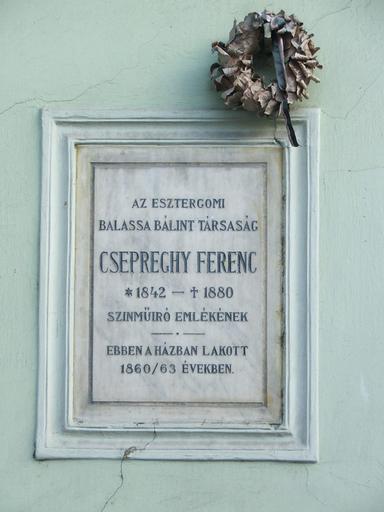 AZ ESZTERGOMI
BALASSA BÁLINT TÁRSASÁG
CSEPREGHY FERENC
* 1842 — † 1880
SZINMŰIRÓ EMLÉKÉNEK
EBBEN A HÁZBAN LAKOTT
1860/63 ÉVEKBEN.